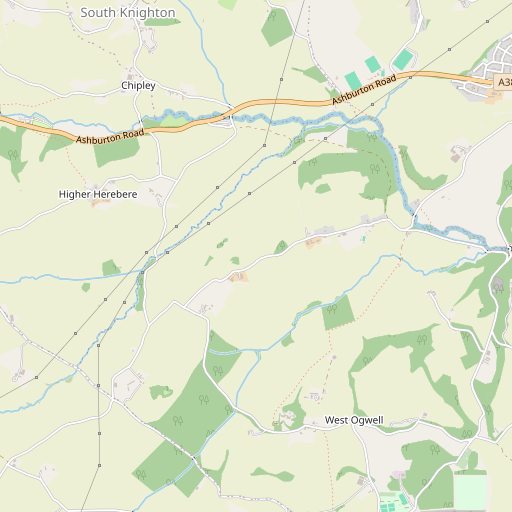 South Knighton
Chipley
Ashburton Road
A38
Ashburton Road
Higher Herebere
West Ogwell